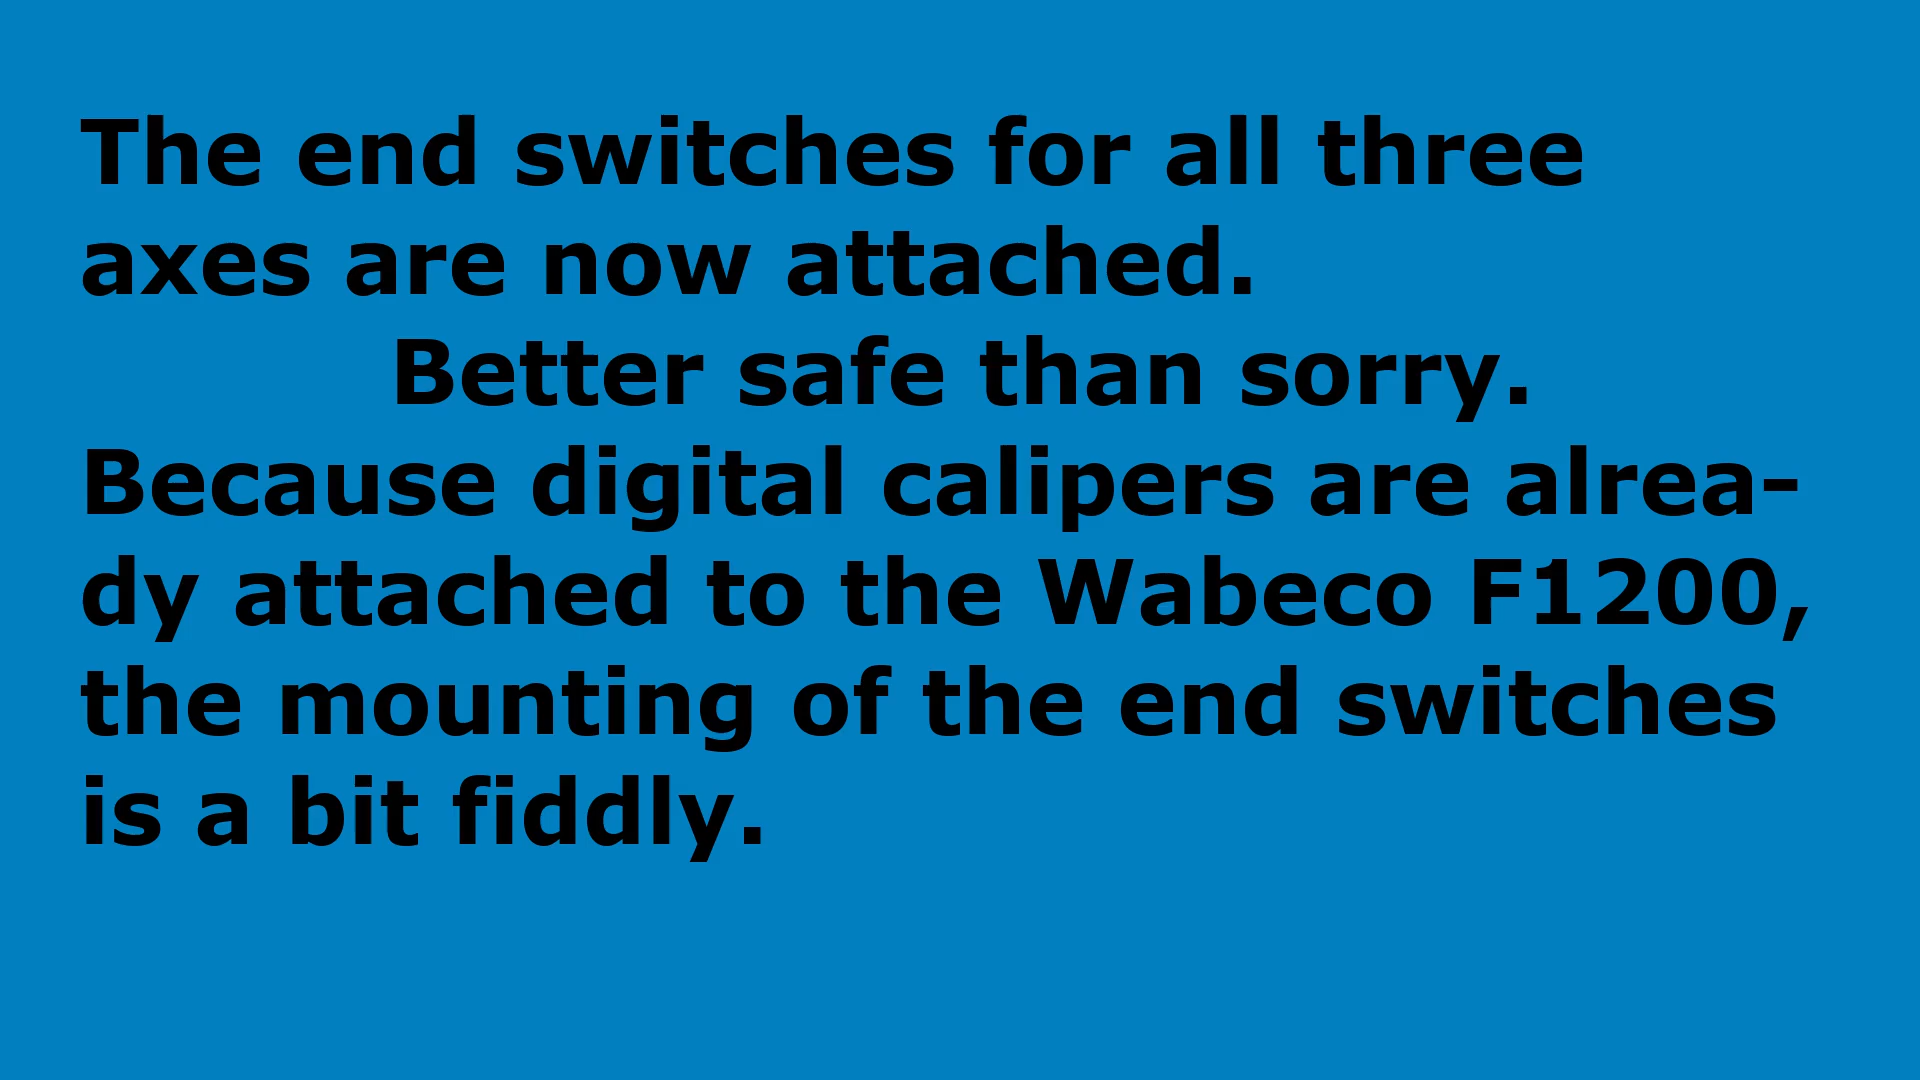 The end switches for all three
axes are now attached.
Better safe than sorry.
Because digital calipers are alrea-
dy attached to the Wabeco F1200,
the mounting of the end switches
is a bit fiddly.